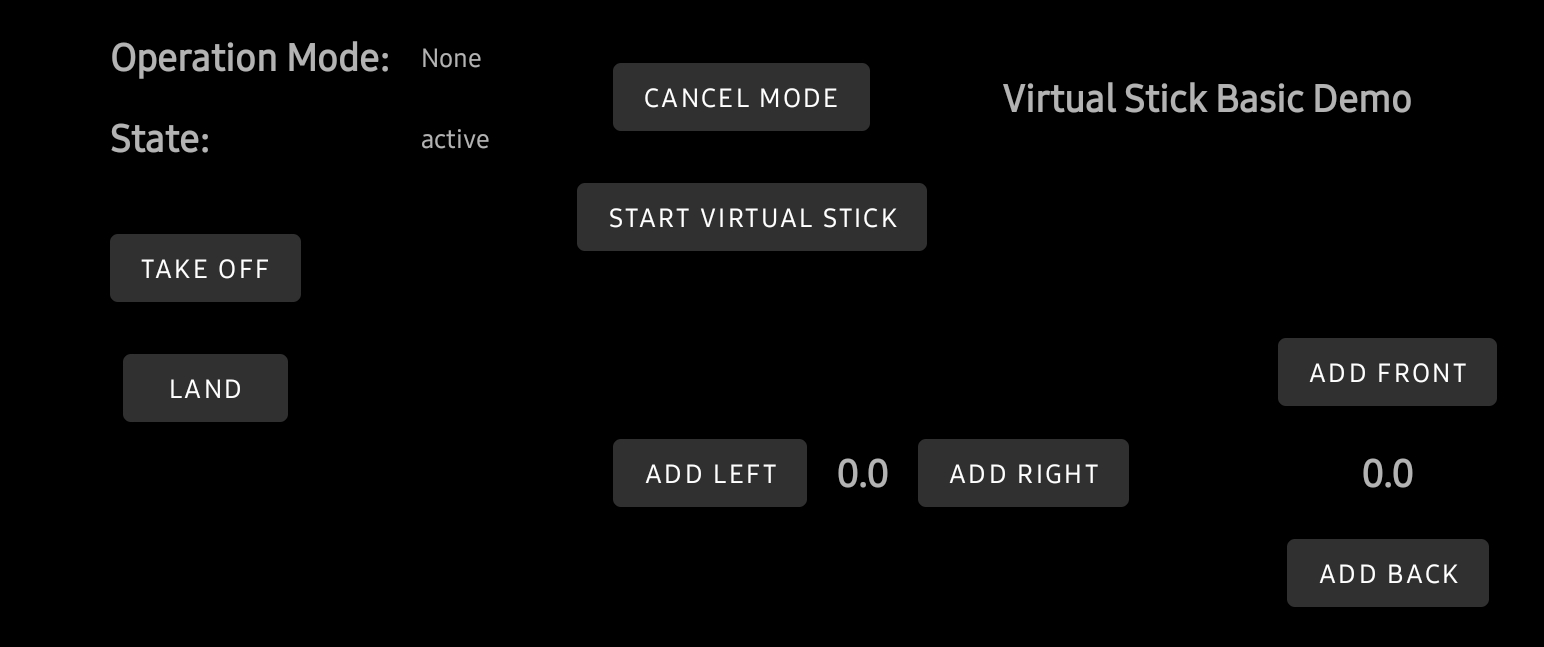 Operation Mode: None
CANCEL MODE
Virtual Stick Basic Demo
State: active
START VIRTUAL STICK
TAKE OFF
LAND
ADD FRONT
ADD LEFT 0.0 ADD RIGHT
0.0
ADD BACK